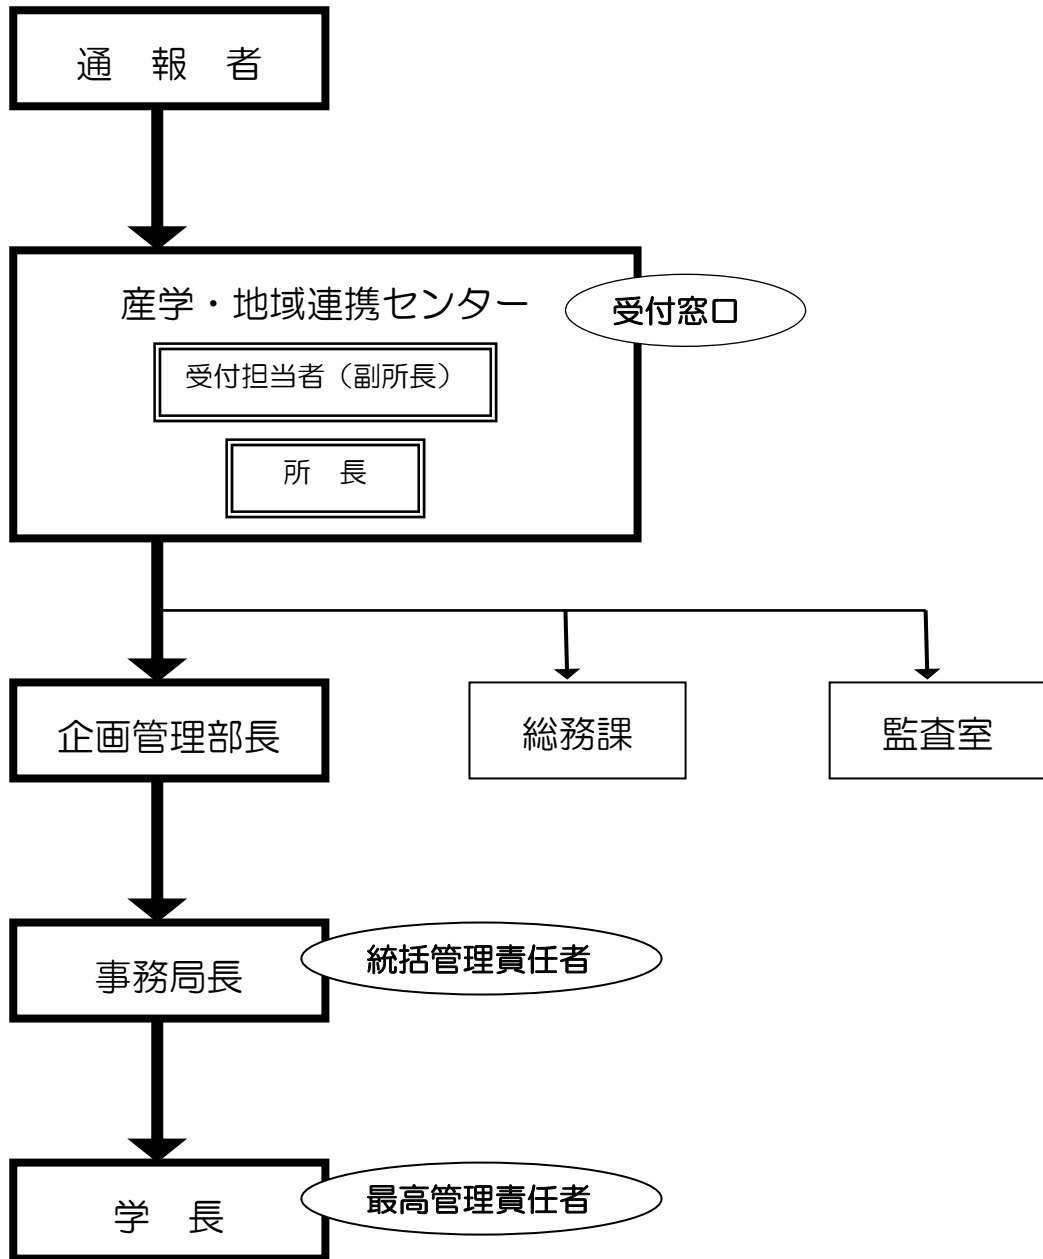 通　報　者
産学・地域連携センター
受付窓口
受付担当者（副所長）
所　長
企画管理部長
総務課
監査室
事務局長
統括管理責任者
学　長
最高管理責任者